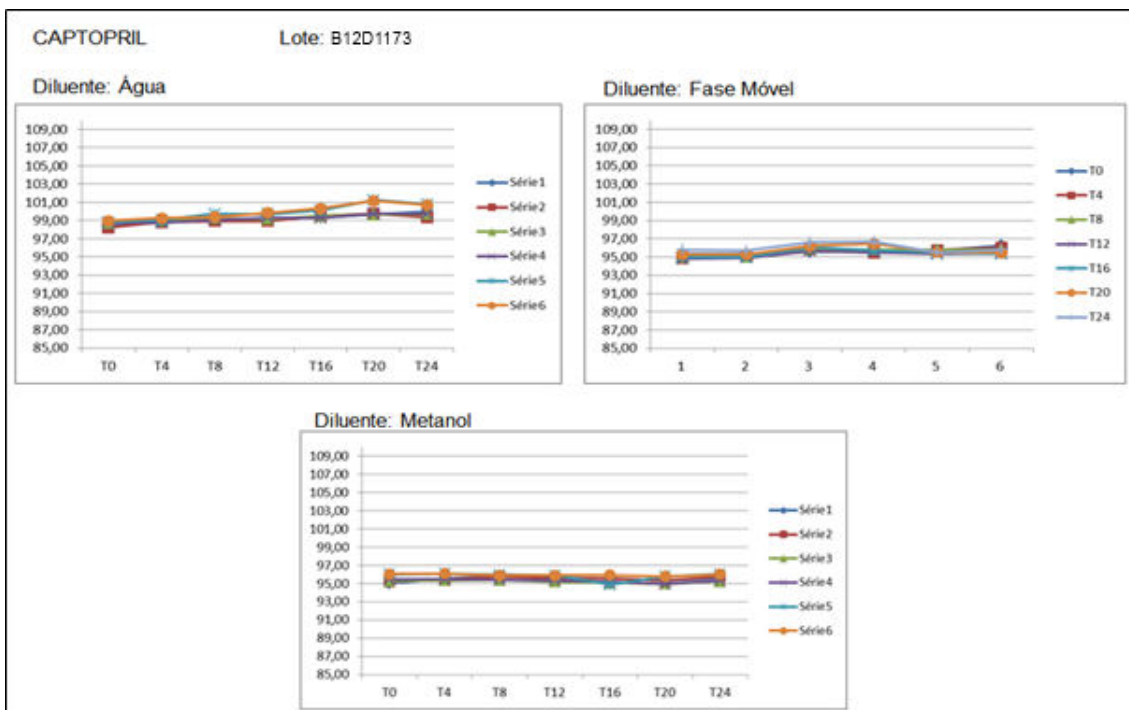 CAPTOPRIL Lote: B12D1173
Diluente: Água
109,00
107,00
105,00
103,00
101,00
99,00
97,00
95,00
93,00
91,00
89,00
87,00
85,00
T0 T4 T8 T12 T16 T20 T24
Série1
Série2
Série3
Série4
Série5
Série6
Diluente: Fase Móvel
109,00
107,00
105,00
103,00
101,00
99,00
97,00
95,00
93,00
91,00
89,00
87,00
85,00
1 2 3 4 5 6
T0
T4
T8
T12
T16
T20
T24
Diluente: Metanol
109,00
107,00
105,00
103,00
101,00
99,00
97,00
95,00
93,00
91,00
89,00
87,00
85,00
T0 T4 T8 T12 T16 T20 T24
Série1
Série2
Série3
Série4
Série5
Série6